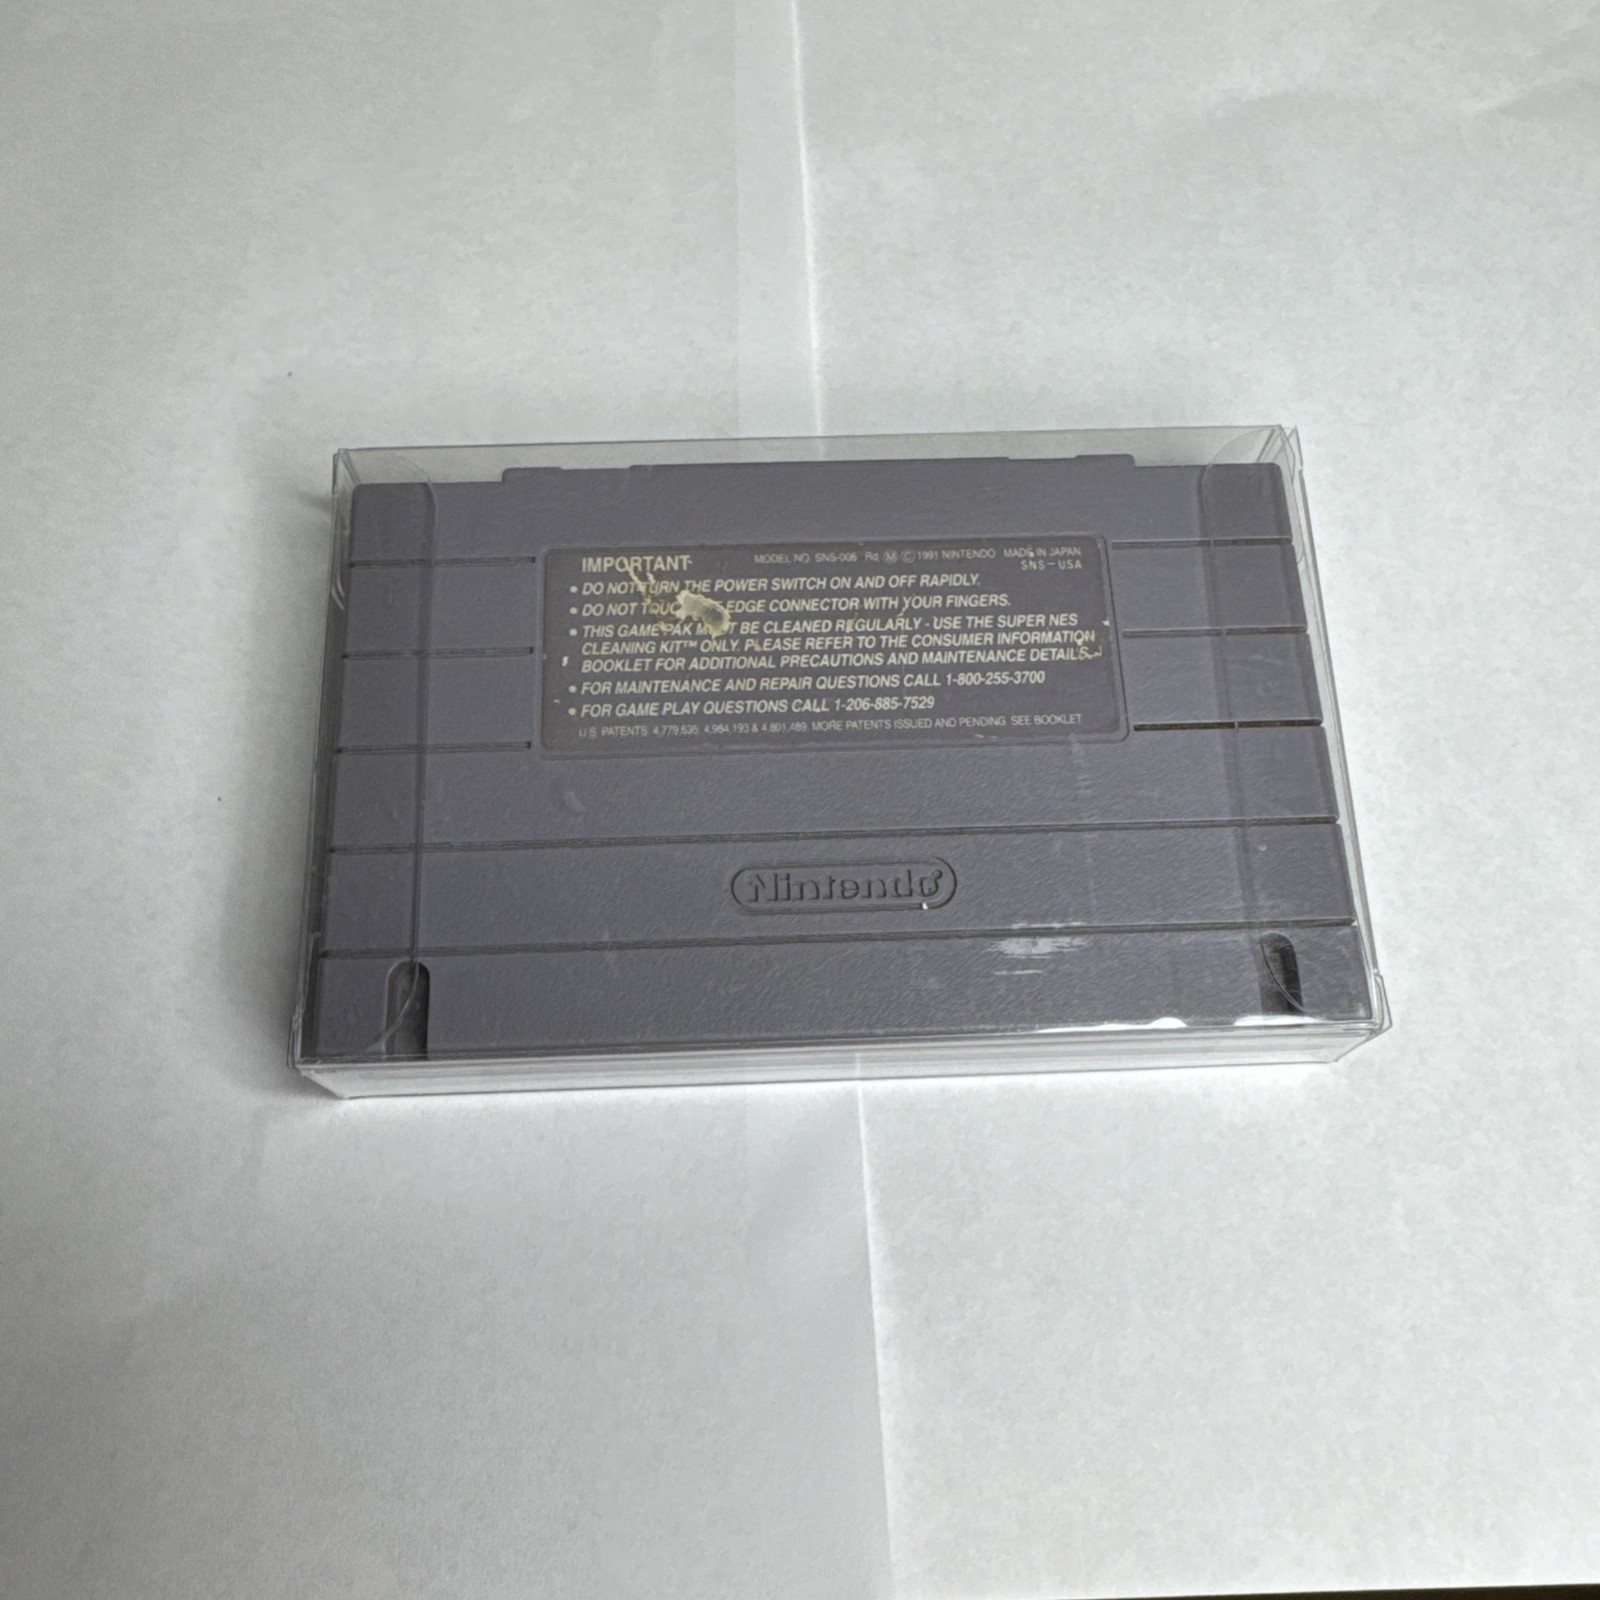 IMPORTANT MODEL NO. SNS-006 Rd Ⓜ ©1991 NINTENDO MADE IN JAPAN
SNS-USA
• DO NOT TURN THE POWER SWITCH ON AND OFF RAPIDLY.
• DO NOT TOUC EDGE CONNECTOR WITH YOUR FINGERS.
• THIS GAME PAK M T BE CLEANED REGULARLY - USE THE SUPER NES
CLEANING KIT™ ONLY. PLEASE REFER TO THE CONSUMER INFORMATION
BOOKLET FOR ADDITIONAL PRECAUTIONS AND MAINTENANCE DETAILS.
• FOR MAINTENANCE AND REPAIR QUESTIONS CALL 1-800-255-3700
• FOR GAME PLAY QUESTIONS CALL 1-206-885-7529
U.S. PATENTS 4,779,635; 4,984,193 & 4,801,489. MORE PATENTS ISSUED AND PENDING. SEE BOOKLET
Nintendo